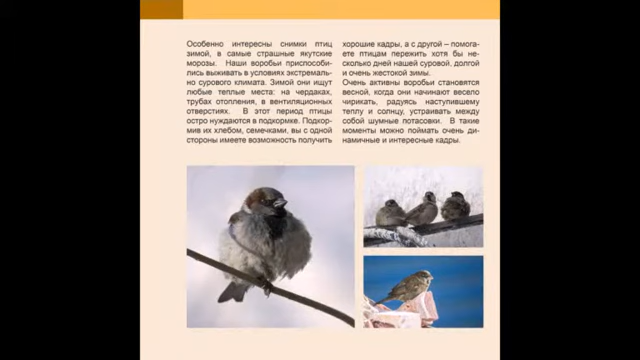 Особенно интересны снимки птиц
зимой, в самые страшные якутские
морозы. Наши воробьи приспособи-
лись выживать в условиях экстремаль-
но сурового климата. Зимой они ищут
любые теплые места: на чердаках,
трубах отопления, в вентиляционных
отверстиях. В этот период птицы
остро нуждаются в подкормке. Подкор-
мив их хлебом, семечками, вы с одной
стороны имеете возможность получить
хорошие кадры, а с другой – помога-
ете птицам пережить хотя бы не-
сколько дней нашей суровой, долгой
и очень жестокой зимы.
Очень активны воробьи становятся
весной, когда они начинают весело
чирикать, радуясь наступившему
теплу и солнцу, устраивать между
собой шумные потасовки. В такие
моменты можно поймать очень ди-
намичные и интересные кадры.